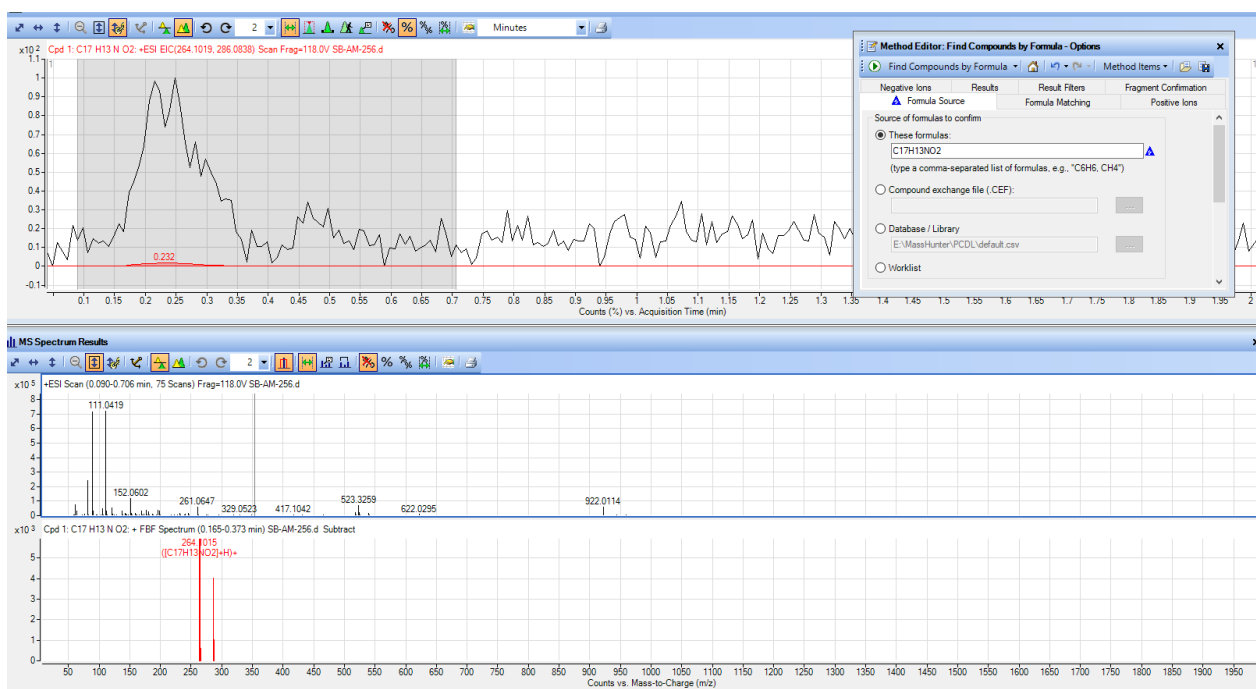 2
Minutes
x10 2
Cpd 1: C17 H13 N O2: +ESI EIC(264.1019, 286.0838) Scan Frag=118.0V SB-AM-256.d
1.1
1
0.9
0.8
0.7
0.6
0.5
0.4
0.3
0.2
0.1
0
-0.1
1
0.232
0.1 0.15 0.2 0.25 0.3 0.35 0.4 0.45 0.5 0.55 0.6 0.65 0.7 0.75 0.8 0.85 0.9 0.95 1 1.05 1.1 1.15 1.2 1.25 1.3 1.35 1.4 1.45 1.5 1.55 1.6 1.65 1.7 1.75 1.8 1.85 1.9 1.95 2
Counts (%) vs. Acquisition Time (min)
Method Editor: Find Compounds by Formula - Options
Find Compounds by Formula Method Items
Negative Ions Results Result Filters Fragment Confirmation
Formula Source Formula Matching Positive Ions
Source of formulas to confirm
These formulas:
C17H13NO2
(type a comma-separated list of formulas, e.g., "C6H6, CH4")
Compound exchange file (.CEF):
...
Database / Library
E:\MassHunter\PCDL\default.csv
...
Worklist
MS Spectrum Results
2
x10 5
+ESI Scan (0.090-0.706 min, 75 Scans) Frag=118.0V SB-AM-256.d
8
7
6
5
4
3
2
1
0
111.0419
152.0602
261.0647
329.0523
417.1042
523.3259
622.0295
922.0114
x10 3
Cpd 1: C17 H13 N O2: + FBF Spectrum (0.165-0.373 min) SB-AM-256.d Subtract
264.1015
([C17H13NO2]+H)+
5
4
3
2
1
0
50 100 150 200 250 300 350 400 450 500 550 600 650 700 750 800 850 900 950 1000 1050 1100 1150 1200 1250 1300 1350 1400 1450 1500 1550 1600 1650 1700 1750 1800 1850 1900 1950
Counts vs. Mass-to-Charge (m/z)